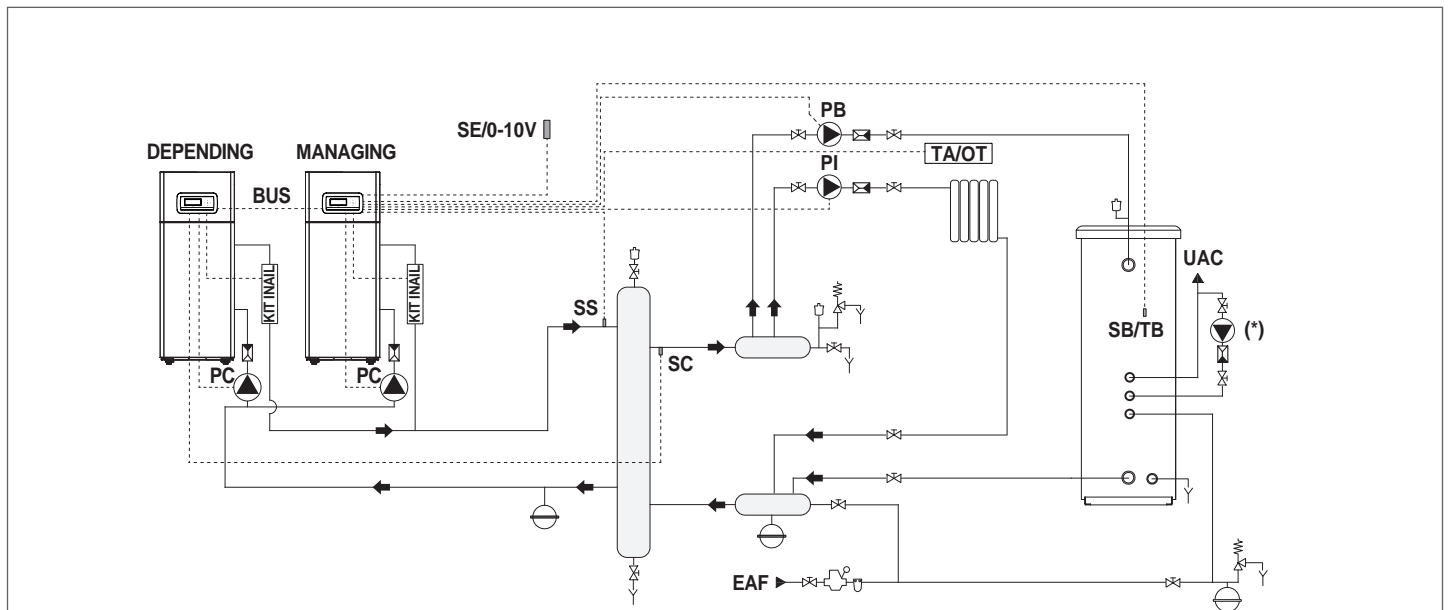 PB
SE/0-10V
DEPENDING
MANAGING
TA/OT
PI
BUS
UAC
KIT INAIL
KIT INAIL
SS
SB/TB
(*)
SC
PC
PC
EAF